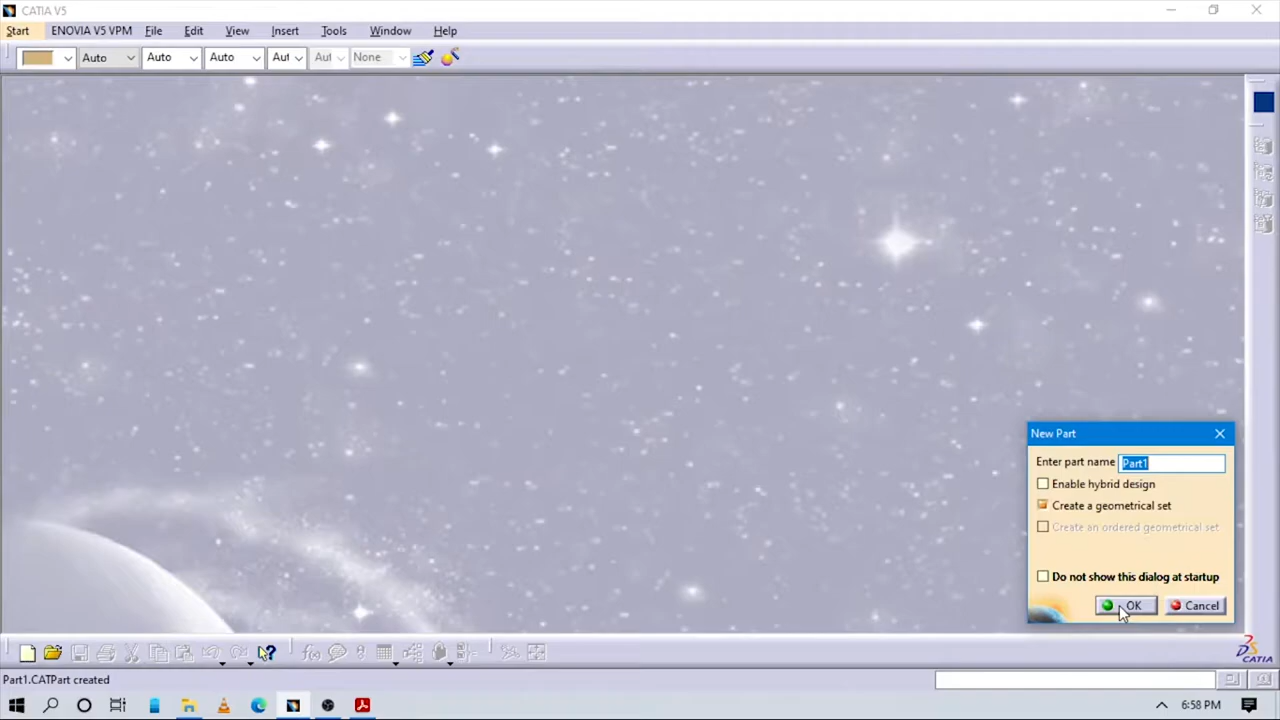 CATIA V5
Start ENOVIA V5 VPM File Edit View Insert Tools Window Help
Auto Auto Auto Aut Aut None
New Part
Enter part name Part1
Enable hybrid design
Create a geometrical set
Create an ordered geometrical set
Do not show this dialog at startup
OK Cancel
CATIA
Part1.CATPart created
6:58 PM